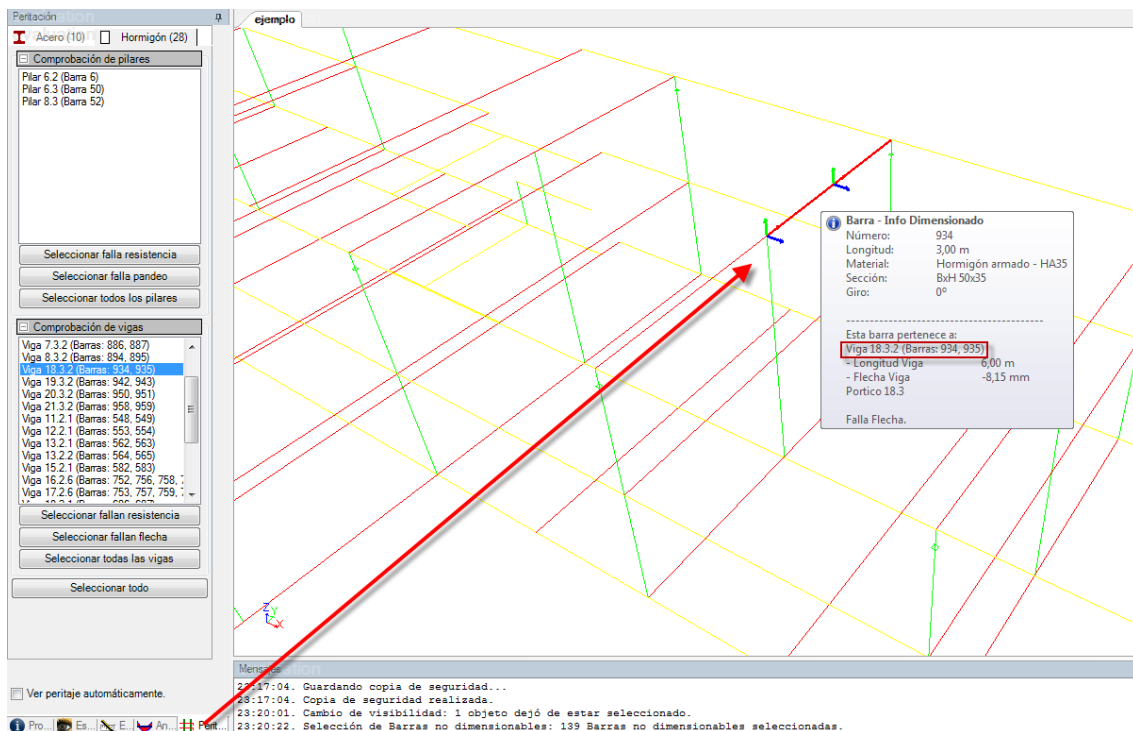 Peritación
ejemplo
Acero (10) Hormigón (28)
Comprobación de pilares
Pilar 6.2 (Barra 6)
Pilar 6.3 (Barra 50)
Pilar 8.3 (Barra 52)
Seleccionar falla resistencia
Seleccionar falla pandeo
Seleccionar todos los pilares
Comprobación de vigas
Viga 7.3.2 (Barras: 886, 887)
Viga 8.3.2 (Barras: 894, 895)
Viga 18.3.2 (Barras: 934, 935)
Viga 19.3.2 (Barras: 942, 943)
Viga 20.3.2 (Barras: 950, 951)
Viga 21.3.2 (Barras: 958, 959)
Viga 11.2.1 (Barras: 548, 549)
Viga 12.2.1 (Barras: 553, 554)
Viga 13.2.1 (Barras: 562, 563)
Viga 13.2.2 (Barras: 564, 565)
Viga 15.2.1 (Barras: 582, 583)
Viga 16.2.6 (Barras: 752, 756, 758,
Viga 17.2.6 (Barras: 753, 757, 759,
Seleccionar fallan resistencia
Seleccionar fallan flecha
Seleccionar todas las vigas
Seleccionar todo
Ver peritaje automáticamente.
Pro... Es... E... An... Perit...
Barra - Info Dimensionado
Número: 934
Longitud: 3,00 m
Material: Hormigón armado - HA35
Sección: BxH 50x35
Giro: 0º
------------------------------------------
Esta barra pertenece a:
Viga 18.3.2 (Barras: 934, 935)
- Longitud Viga 6,00 m
- Flecha Viga -8,15 mm
Portico 18.3
Falla Flecha.
Z
Y
X
Mensajes
23:17:04. Guardando copia de seguridad...
23:17:04. Copia de seguridad realizada.
23:20:01. Cambio de visibilidad: 1 objeto dejó de estar seleccionado.
23:20:22. Selección de Barras no dimensionables: 139 Barras no dimensionables seleccionadas.